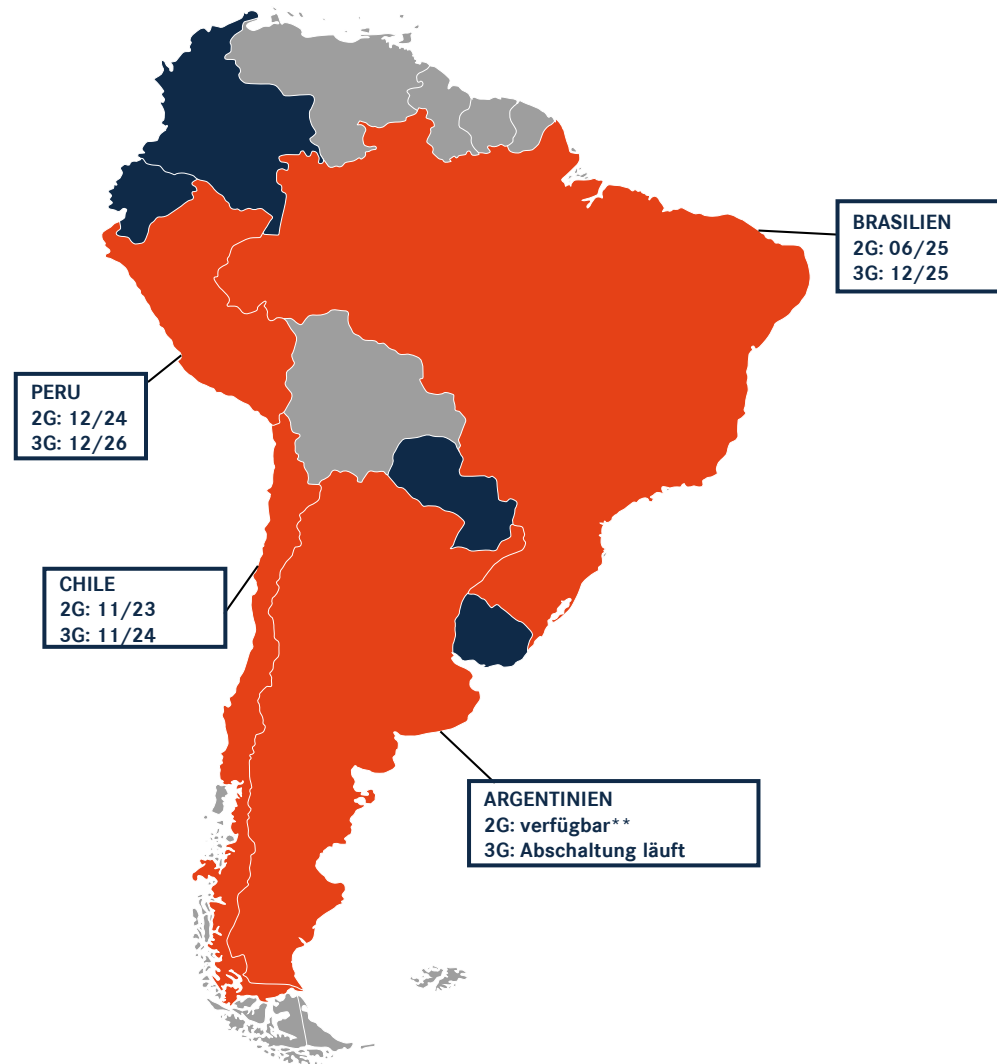 BRASILIEN
2G: 06/25
3G: 12/25
PERU
2G: 12/24
3G: 12/26
CHILE
2G: 11/23
3G: 11/24
ARGENTINIEN
2G: verfügbar**
3G: Abschaltung läuft